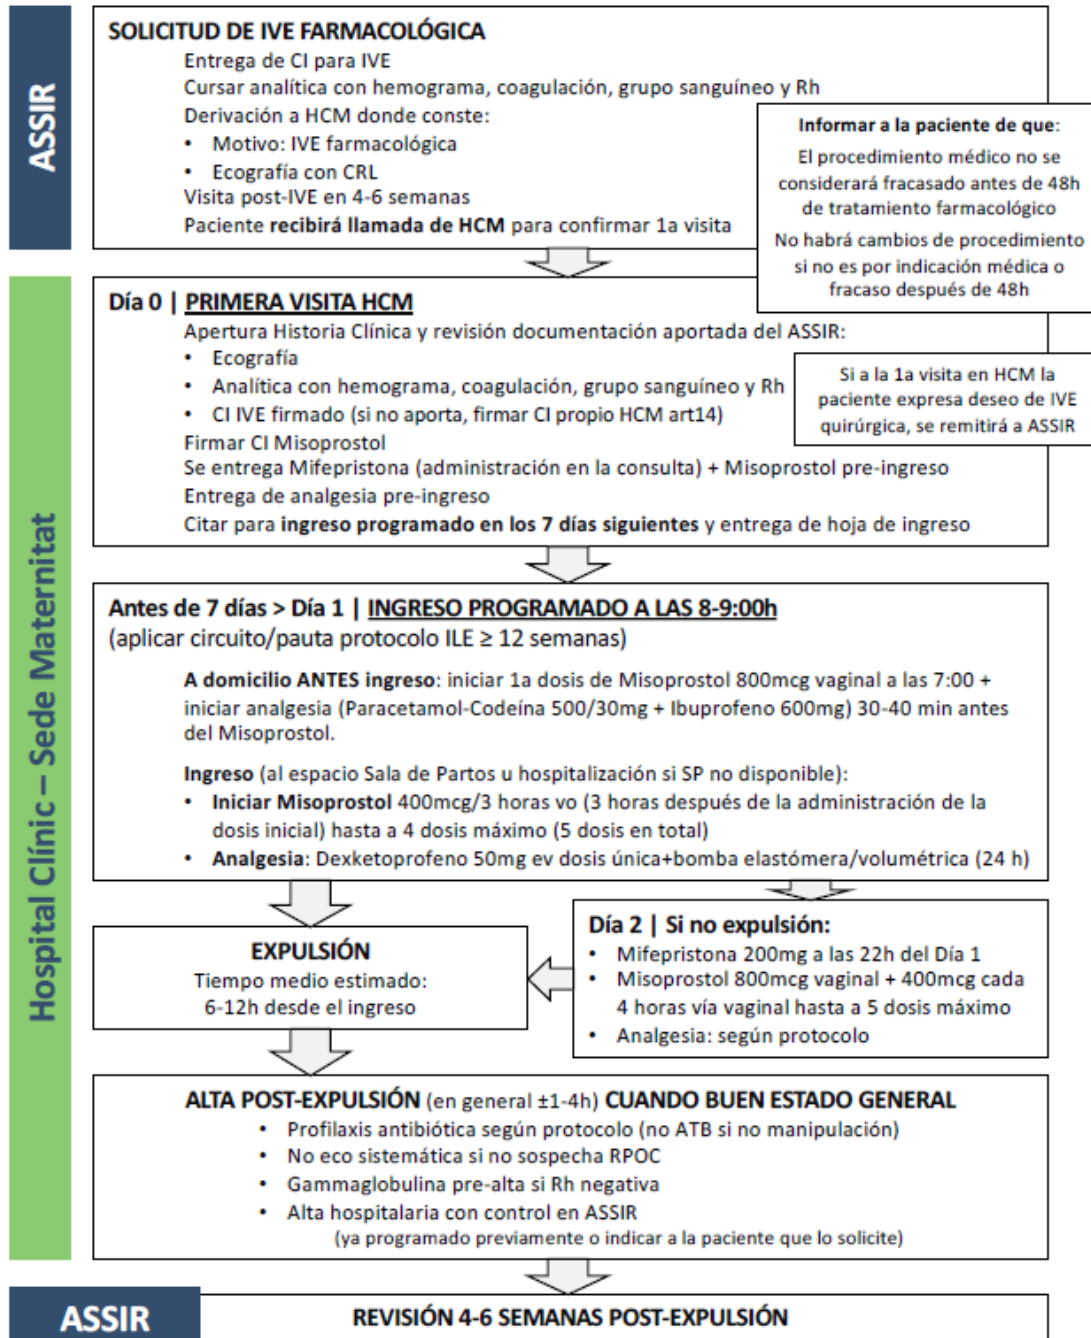 ASSIR
SOLICITUD DE IVE FARMACOLÓGICA
Entrega de CI para IVE
Cursar analítica con hemograma, coagulación, grupo sanguíneo y Rh
Derivación a HCM donde conste:
• Motivo: IVE farmacológica
• Ecografía con CRL
Visita post-IVE en 4-6 semanas
Paciente recibirá llamada de HCM para confirmar 1a visita
Informar a la paciente de que:
El procedimiento médico no se
considerará fracasado antes de 48h
de tratamiento farmacológico
No habrá cambios de procedimiento
si no es por indicación médica o
fracaso después de 48h
Hospital Clínic – Sede Maternitat
Día 0 | PRIMERA VISITA HCM
Apertura Historia Clínica y revisión documentación aportada del ASSIR:
• Ecografía
• Analítica con hemograma, coagulación, grupo sanguíneo y Rh
• CI IVE firmado (si no aporta, firmar CI propio HCM art14)
Firmar CI Misoprostol
Se entrega Mifepristona (administración en la consulta) + Misoprostol pre-ingreso
Entrega de analgesia pre-ingreso
Citar para ingreso programado en los 7 días siguientes y entrega de hoja de ingreso
Si a la 1a visita en HCM la
paciente expresa deseo de IVE
quirúrgica, se remitirá a ASSIR
Antes de 7 días > Día 1 | INGRESO PROGRAMADO A LAS 8-9:00h
(aplicar circuito/pauta protocolo ILE ≥ 12 semanas)
A domicilio ANTES ingreso: iniciar 1a dosis de Misoprostol 800mcg vaginal a las 7:00 +
iniciar analgesia (Paracetamol-Codeína 500/30mg + Ibuprofeno 600mg) 30-40 min antes
del Misoprostol.
Ingreso (al espacio Sala de Partos u hospitalización si SP no disponible):
• Iniciar Misoprostol 400mcg/3 horas vo (3 horas después de la administración de la
dosis inicial) hasta a 4 dosis máximo (5 dosis en total)
• Analgesia: Dexketoprofeno 50mg ev dosis única+bomba elastómera/volumétrica (24 h)
EXPULSIÓN
Tiempo medio estimado:
6-12h desde el ingreso
Día 2 | Si no expulsión:
• Mifepristona 200mg a las 22h del Día 1
• Misoprostol 800mcg vaginal + 400mcg cada
4 horas vía vaginal hasta a 5 dosis máximo
• Analgesia: según protocolo
ALTA POST-EXPULSIÓN (en general ±1-4h) CUANDO BUEN ESTADO GENERAL
• Profilaxis antibiótica según protocolo (no ATB si no manipulación)
• No eco sistemática si no sospecha RPOC
• Gammaglobulina pre-alta si Rh negativa
• Alta hospitalaria con control en ASSIR
(ya programado previamente o indicar a la paciente que lo solicite)
ASSIR
REVISIÓN 4-6 SEMANAS POST-EXPULSIÓN